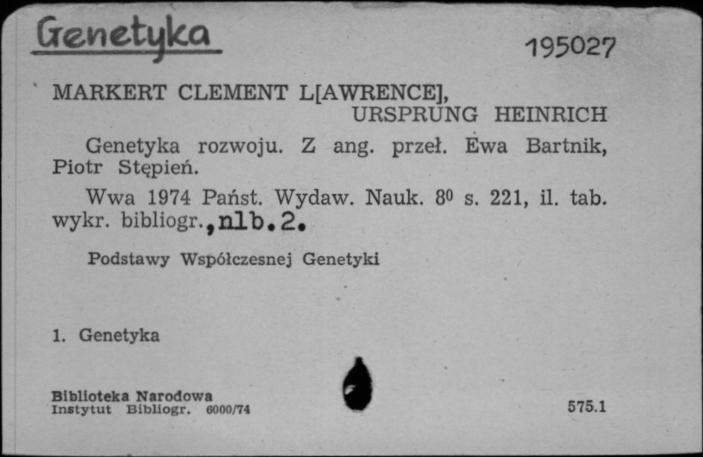 Genetyka
195027
MARKERT CLEMENT L[AWRENCE],
URSPRUNG HEINRICH
Genetyka rozwoju. Z ang. przeł. Ewa Bartnik,
Piotr Stępień.
Wwa 1974 Państ. Wydaw. Nauk. 8⁰ s. 221, il. tab.
wykr. bibliogr., nlb. 2.
Podstawy Współczesnej Genetyki
1. Genetyka
Biblioteka Narodowa
Instytut Bibliogr. 6000/74
575.1